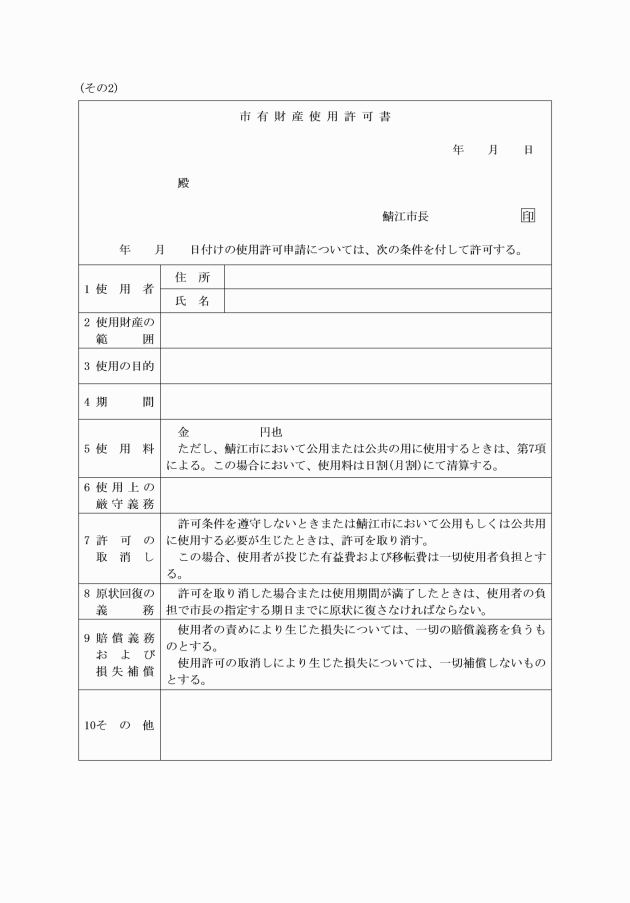 (その2)
市有財産使用許可書
年　　月　　日
殿
鯖江市長　　　　　　　　印
年　　月　　日付けの使用許可申請については、次の条件を付して許可する。
1 使用者
住所
氏名
2 使用財産の
範囲
3 使用の目的
4 期間
5 使用料
金　　　　　　円也
ただし、鯖江市において公用または公共の用に使用するときは、第7項
による。この場合において、使用料は日割(月割)にて清算する。
6 使用上の
厳守義務
7 許可の
取消し
許可条件を遵守しないときまたは鯖江市において公用もしくは公共用
に使用する必要が生じたときは、許可を取り消す。
この場合、使用者が投じた有益費および移転費は一切使用者負担とす
る。
8 原状回復の
義務
許可を取り消した場合または使用期間が満了したときは、使用者の負
担で市長の指定する期日までに原状に復さなければならない。
9 賠償義務
および
損失補償
使用者の責めにより生じた損失については、一切の賠償義務を負うも
のとする。
使用許可の取消しにより生じた損失については、一切補償しないもの
とする。
10その他